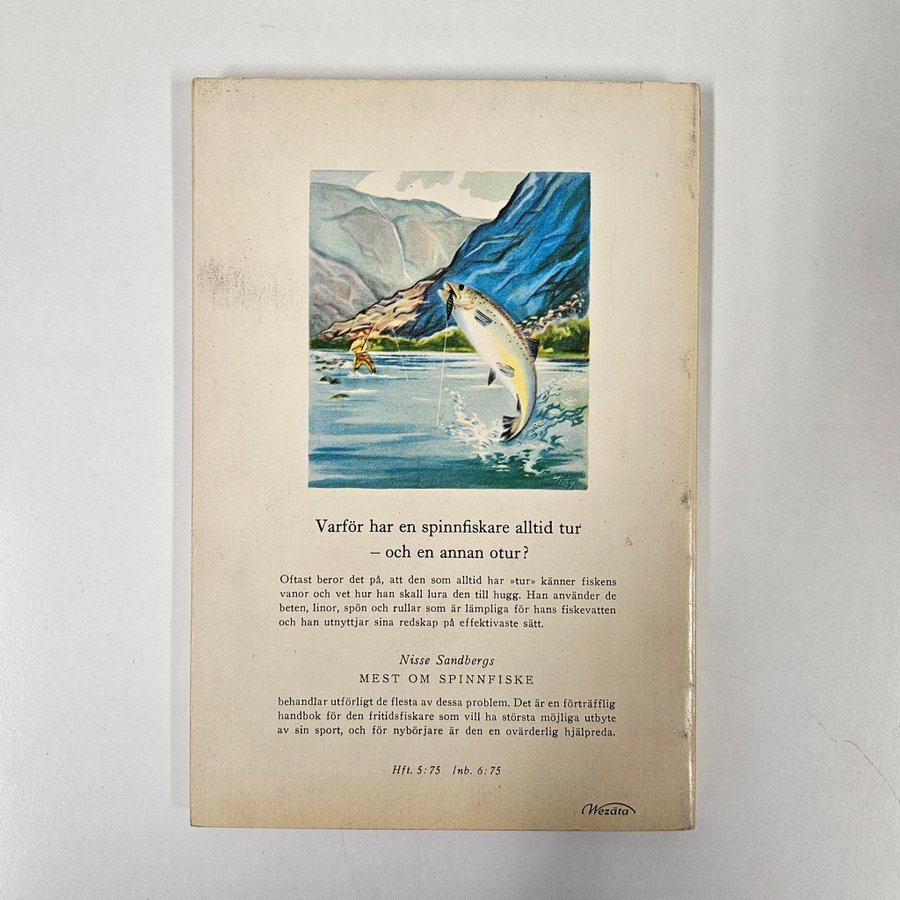 Varför har en spinnfiskare alltid tur
– och en annan otur?
Oftast beror det på, att den som alltid har »tur» känner fiskens
vanor och vet hur han skall lura den till hugg. Han använder de
beten, linor, spön och rullar som är lämpliga för hans fiskevatten
och han utnyttjar sina redskap på effektivaste sätt.
Nisse Sandbergs
MEST OM SPINNFISKE
behandlar utförligt de flesta av dessa problem. Det är en förträfflig
handbok för den fritidsfiskare som vill ha största möjliga utbyte
av sin sport, och för nybörjare är den en ovärderlig hjälpreda.
Hft. 5:75 Inb. 6:75
Wezäta